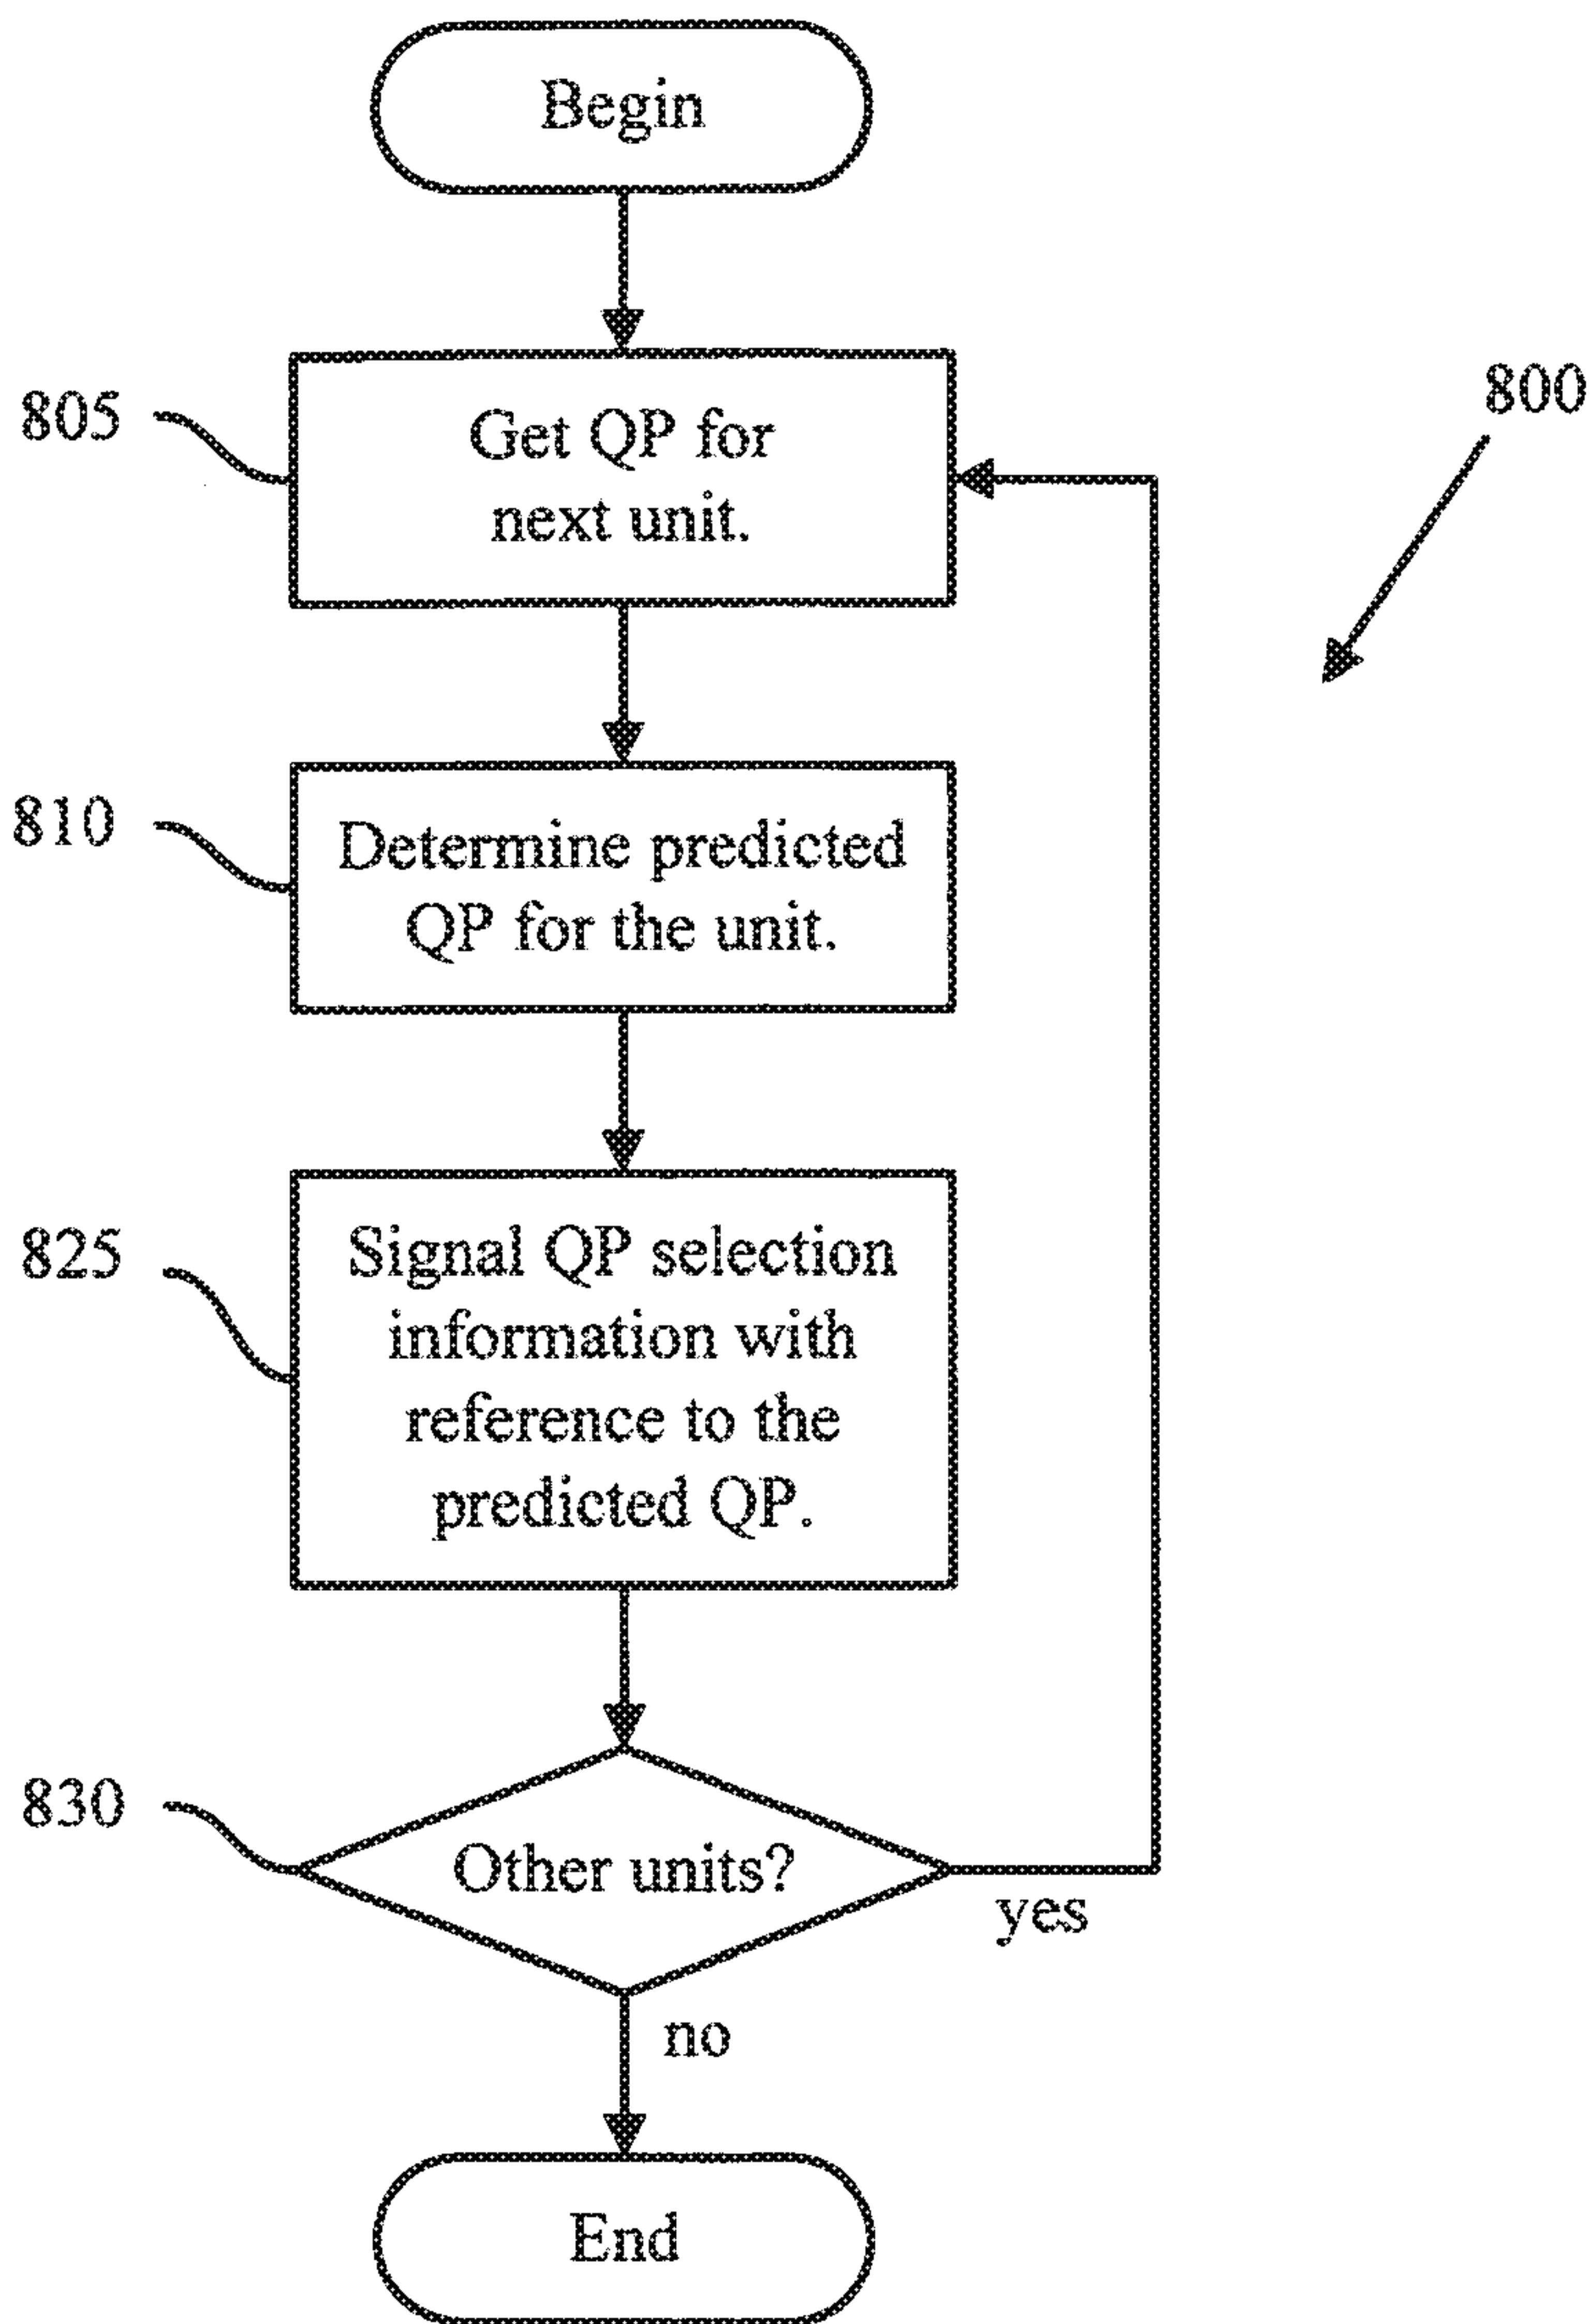 Begin
800
805
Get QP for
next unit.
810
Determine predicted
QP for the unit.
825
Signal QP selection
information with
reference to the
predicted QP.
830
Other units?
yes
no
End